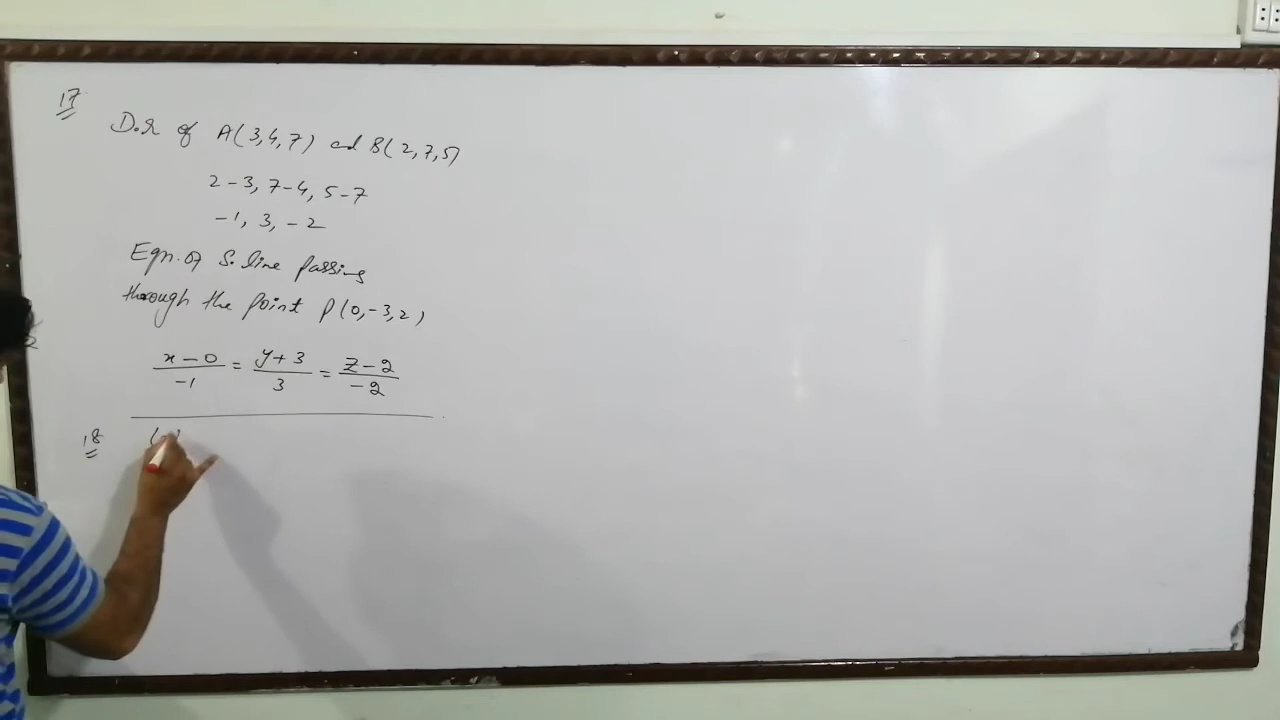 17
D.R of A(3,4,7) and B(2,7,5)
2-3, 7-4, 5-7
-1, 3, -2
Eqn. of S. line passing
through the point P(0,-3,2)
x-0/-1 = y+3/3 = z-2/-2
18